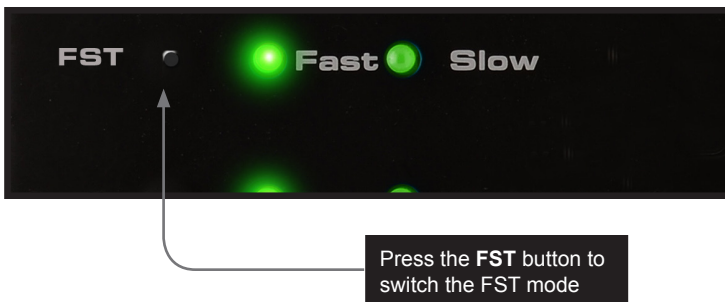 FST Fast Slow
Press the FST button to
switch the FST mode